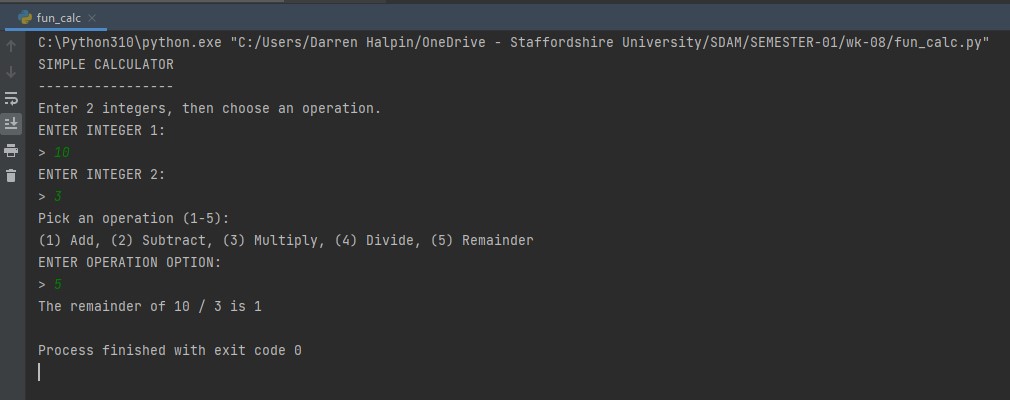 fun_calc
C:\Python310\python.exe "C:/Users/Darren Halpin/OneDrive - Staffordshire University/SDAM/SEMESTER-01/wk-08/fun_calc.py"
SIMPLE CALCULATOR
-----------------
Enter 2 integers, then choose an operation.
ENTER INTEGER 1:
> 10
ENTER INTEGER 2:
> 3
Pick an operation (1-5):
(1) Add, (2) Subtract, (3) Multiply, (4) Divide, (5) Remainder
ENTER OPERATION OPTION:
> 5
The remainder of 10 / 3 is 1
Process finished with exit code 0